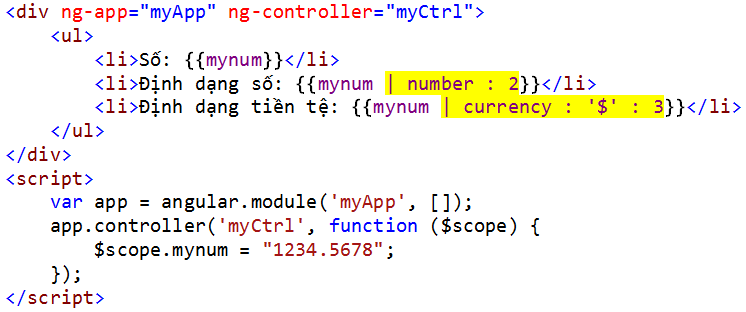 <div ng-app="myApp" ng-controller="myCtrl">
    <ul>
        <li>Số: {{mynum}}</li>
        <li>Định dạng số: {{mynum | number : 2}}</li>
        <li>Định dạng tiền tệ: {{mynum | currency : '$' : 3}}</li>
    </ul>
</div>
<script>
    var app = angular.module('myApp', []);
    app.controller('myCtrl', function ($scope) {
        $scope.mynum = "1234.5678";
    });
</script>